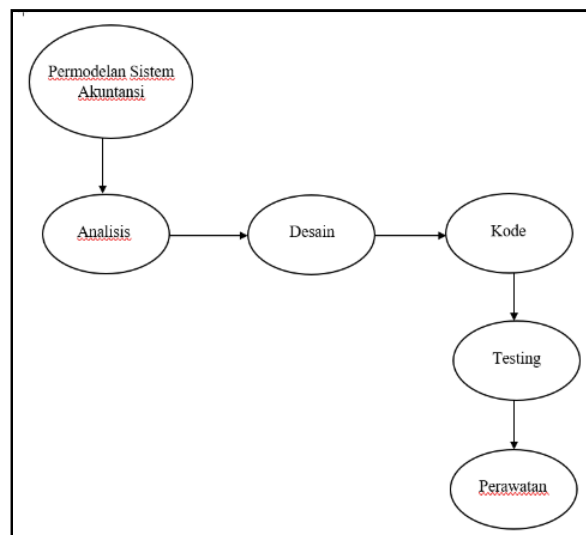 Permodelan Sistem
Akuntansi
Analisis
Desain
Kode
Testing
Perawatan